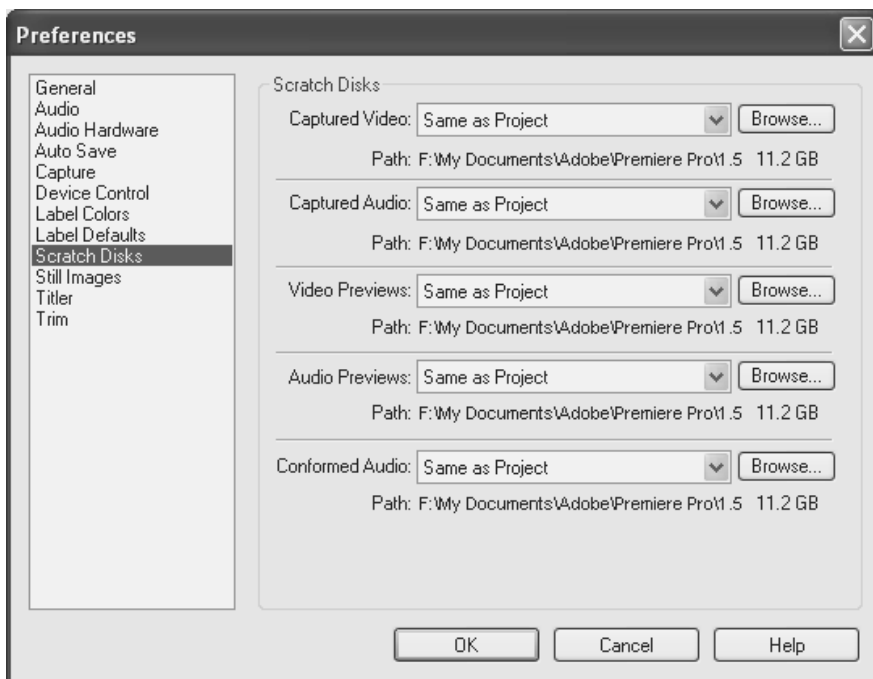 Preferences
General
Audio
Audio Hardware
Auto Save
Capture
Device Control
Label Colors
Label Defaults
Scratch Disks
Still Images
Titler
Trim
Scratch Disks
Captured Video: Same as Project Browse...
Path: F:\My Documents\Adobe\Premiere Pro\1.5 11.2 GB
Captured Audio: Same as Project Browse...
Path: F:\My Documents\Adobe\Premiere Pro\1.5 11.2 GB
Video Previews: Same as Project Browse...
Path: F:\My Documents\Adobe\Premiere Pro\1.5 11.2 GB
Audio Previews: Same as Project Browse...
Path: F:\My Documents\Adobe\Premiere Pro\1.5 11.2 GB
Conformed Audio: Same as Project Browse...
Path: F:\My Documents\Adobe\Premiere Pro\1.5 11.2 GB
OK Cancel Help